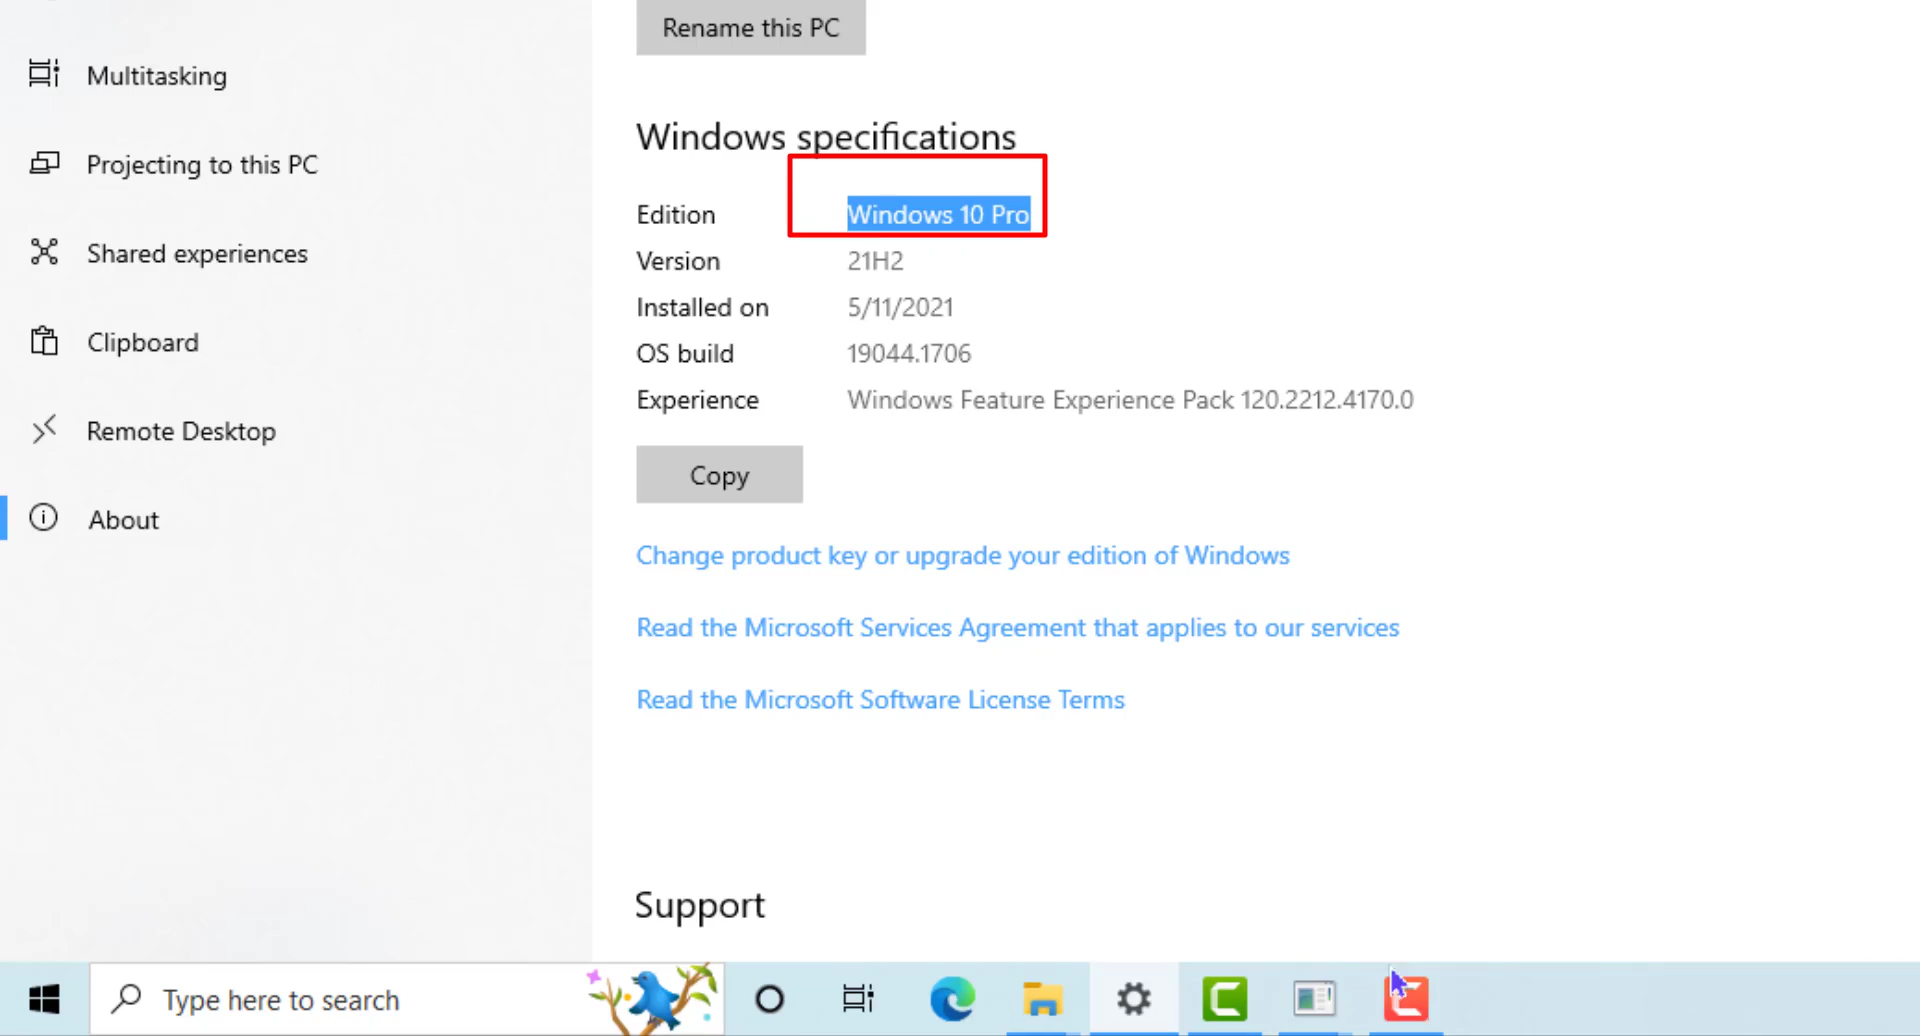 Rename this PC
Multitasking
Projecting to this PC
Shared experiences
Clipboard
Remote Desktop
About
Windows specifications
Edition Windows 10 Pro
Version 21H2
Installed on 5/11/2021
OS build 19044.1706
Experience Windows Feature Experience Pack 120.2212.4170.0
Copy
Change product key or upgrade your edition of Windows
Read the Microsoft Services Agreement that applies to our services
Read the Microsoft Software License Terms
Support
Type here to search